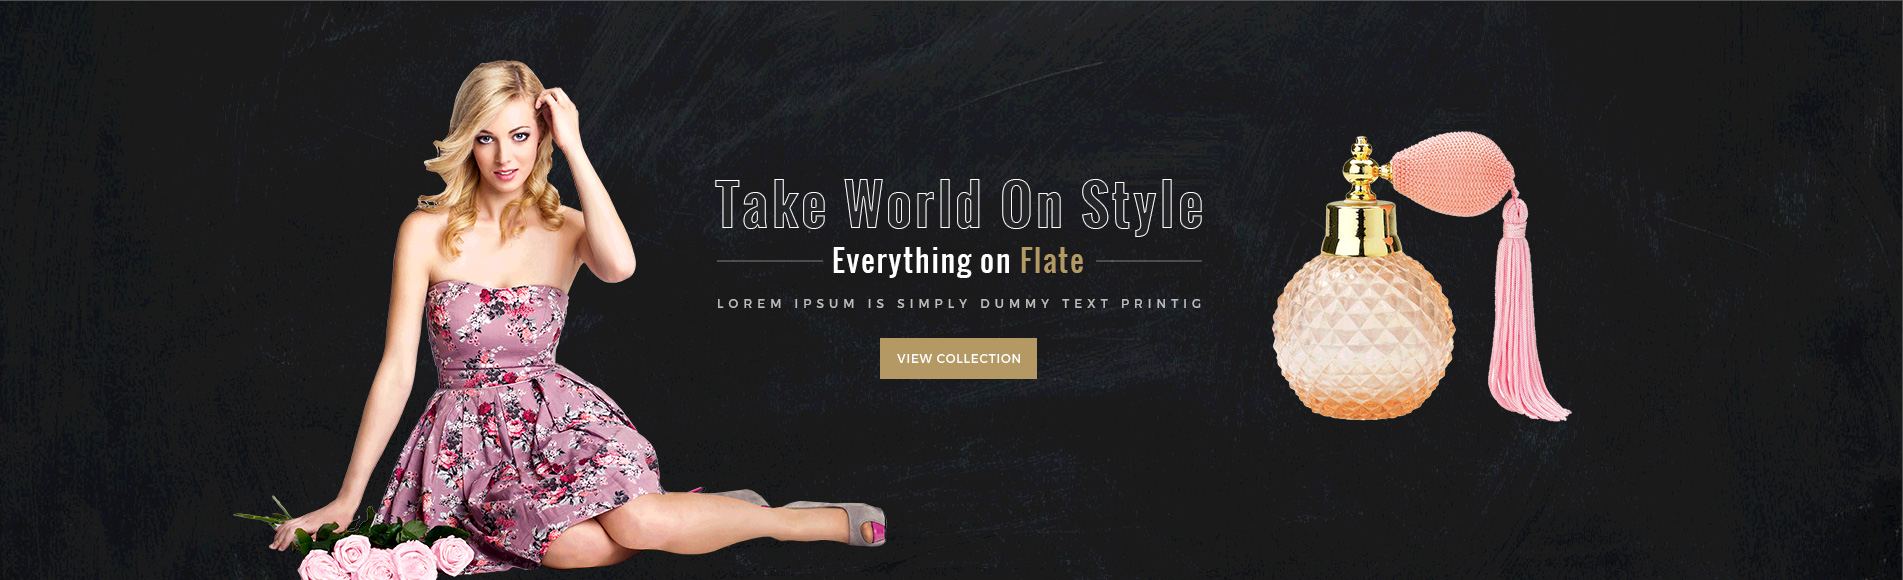 Take World On Style
Everything on Flate
LOREM IPSUM IS SIMPLY DUMMY TEXT PRINTIG
VIEW COLLECTION